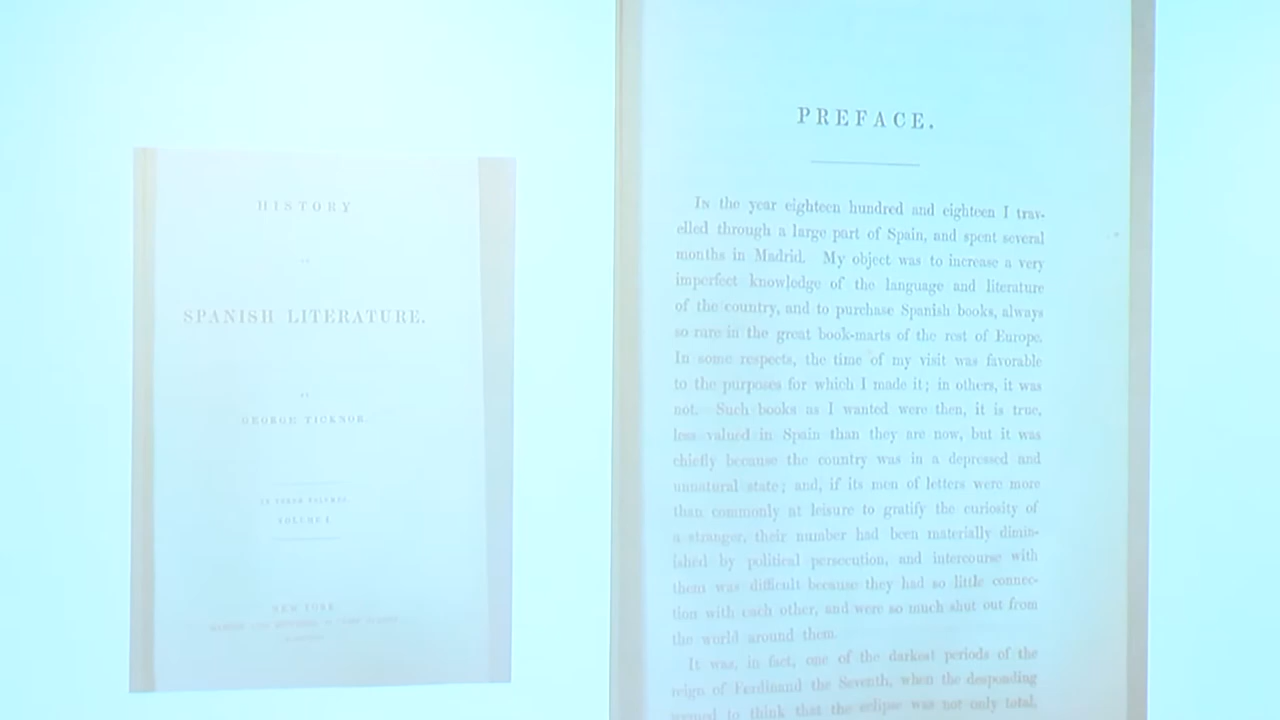 HISTORY
SPANISH LITERATURE.
BY
GEORGE TICKNOR.
IN THREE VOLUMES.
VOLUME I.
NEW YORK:
PREFACE.
In the year eighteen hundred and eighteen I trav-
elled through a large part of Spain, and spent several
months in Madrid. My object was to increase a very
imperfect knowledge of the language and literature
of the country, and to purchase Spanish books, always
so rare in the great book-marts of the rest of Europe.
In some respects, the time of my visit was favorable
to the purposes for which I made it; in others, it was
not. Such books as I wanted were then, it is true,
less valued in Spain than they are now, but it was
chiefly because the country was in a depressed and
unnatural state; and, if its men of letters were more
than commonly at leisure to gratify the curiosity of
a stranger, their number had been materially dimin-
ished by political persecution, and intercourse with
them was difficult because they had so little connec-
tion with each other, and were so much shut out from
the world around them.
It was, in fact, one of the darkest periods of the
reign of Ferdinand the Seventh, when the desponding
seemed to think that the eclipse was not only total,